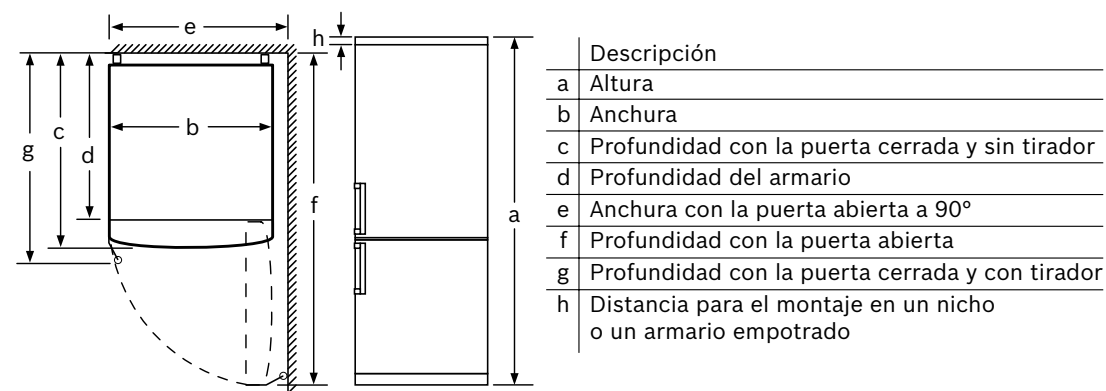 e
h
g
c
d
b
f
a
Descripción
a Altura
b Anchura
c Profundidad con la puerta cerrada y sin tirador
d Profundidad del armario
e Anchura con la puerta abierta a 90°
f Profundidad con la puerta abierta
g Profundidad con la puerta cerrada y con tirador
h Distancia para el montaje en un nicho
o un armario empotrado